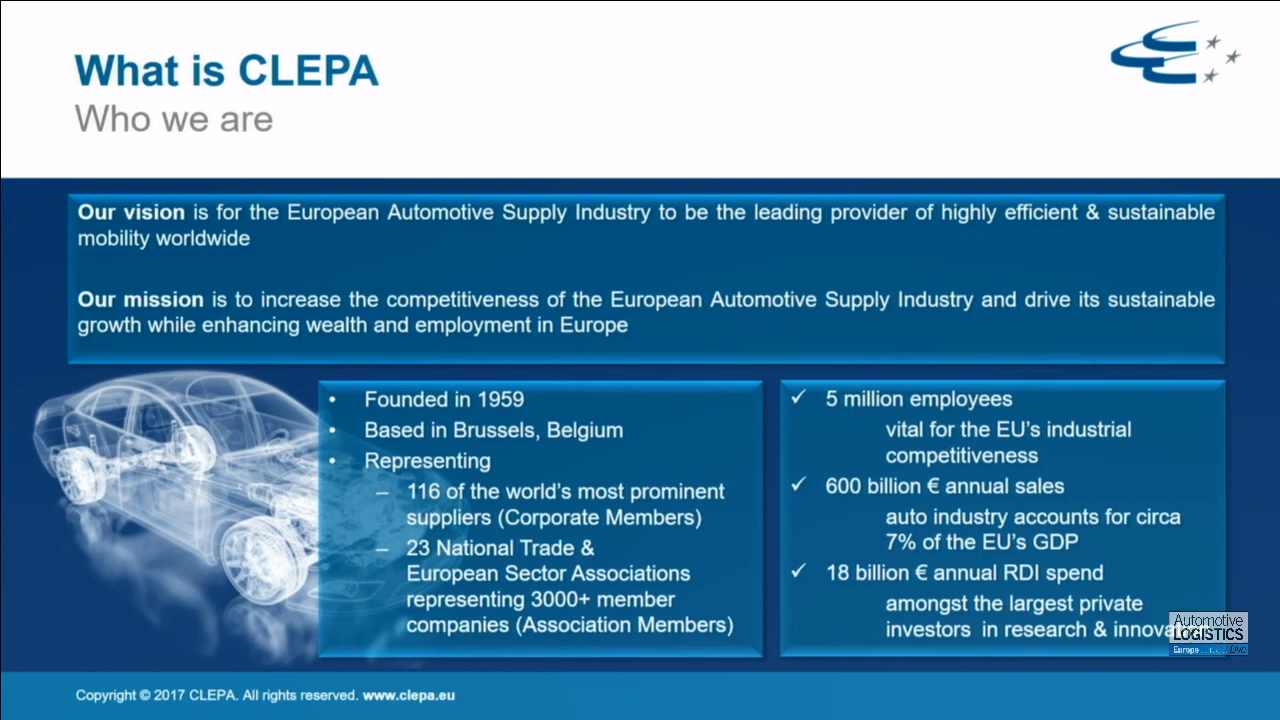 What is CLEPA
Who we are
Our vision is for the European Automotive Supply Industry to be the leading provider of highly efficient & sustainable
mobility worldwide
Our mission is to increase the competitiveness of the European Automotive Supply Industry and drive its sustainable
growth while enhancing wealth and employment in Europe
• Founded in 1959
• Based in Brussels, Belgium
• Representing
– 116 of the world's most prominent
suppliers (Corporate Members)
– 23 National Trade &
European Sector Associations
representing 3000+ member
companies (Association Members)
✓ 5 million employees
vital for the EU's industrial
competitiveness
✓ 600 billion € annual sales
auto industry accounts for circa
7% of the EU's GDP
✓ 18 billion € annual RDI spend
amongst the largest private
investors in research &
Automotive
LOGISTICS
Europe Live
Copyright © 2017 CLEPA. All rights reserved. www.clepa.eu